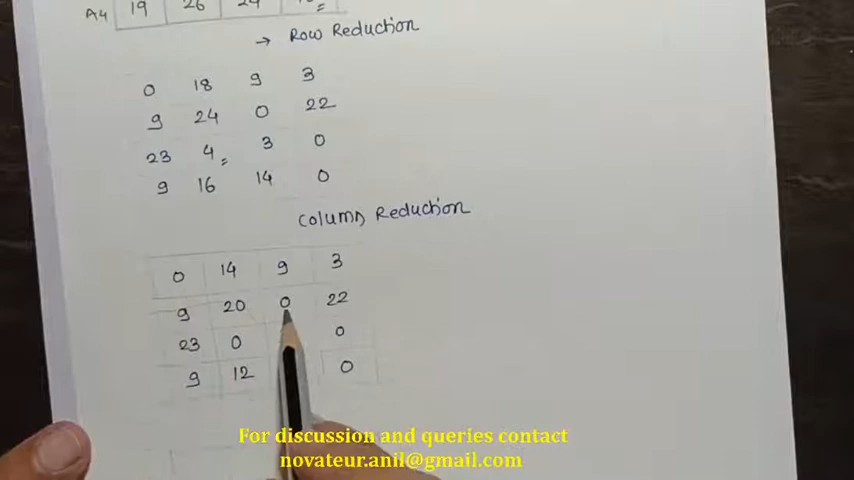 A4 19 26 24
→ Row Reduction
0 18 9 3
9 24 0 22
23 4 = 3 0
9 16 14 0
Column Reduction
0 14 9 3
9 20 0 22
23 0 0
9 12 0
For discussion and queries contact
novateur.anil@gmail.com